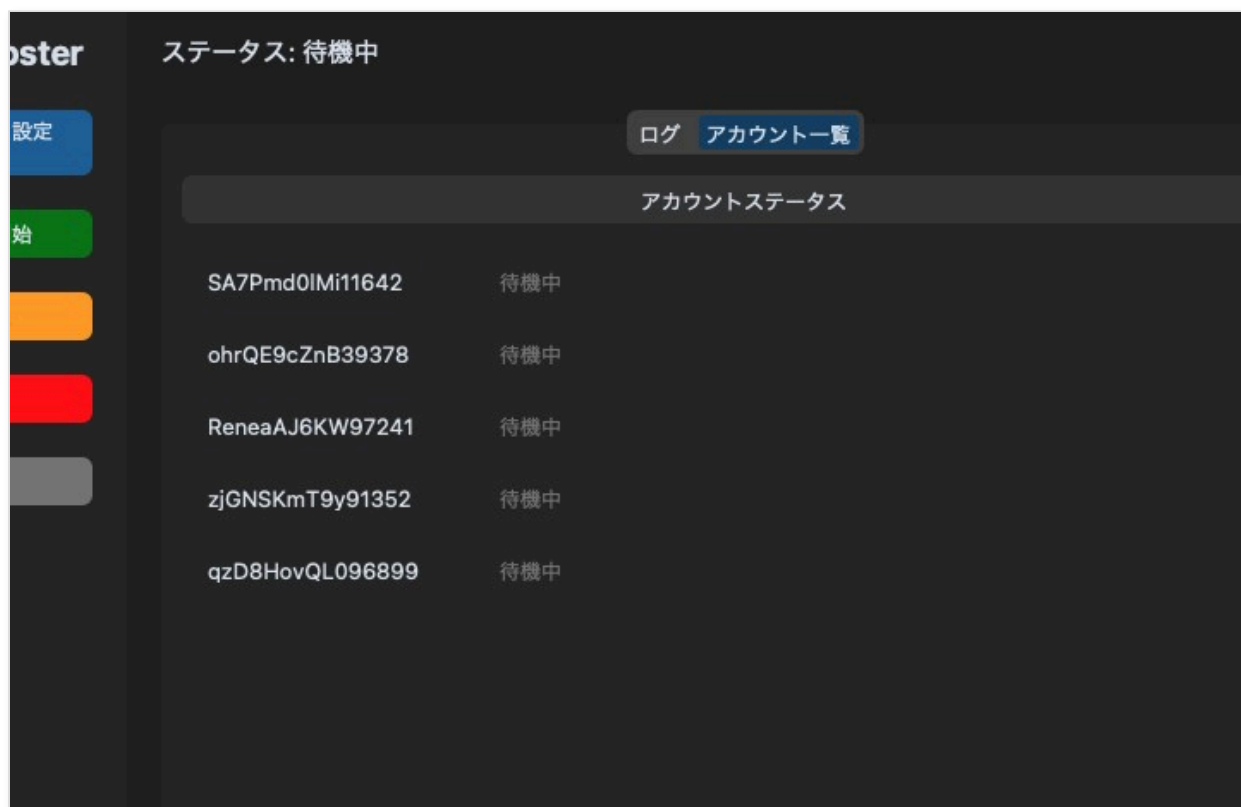 oster
ステータス: 待機中
設定
ログ アカウント一覧
アカウントステータス
始
SA7Pmd0lMi11642 待機中
ohrQE9cZnB39378 待機中
ReneaAJ6KW97241 待機中
zjGNSKmT9y91352 待機中
qzD8HovQL096899 待機中